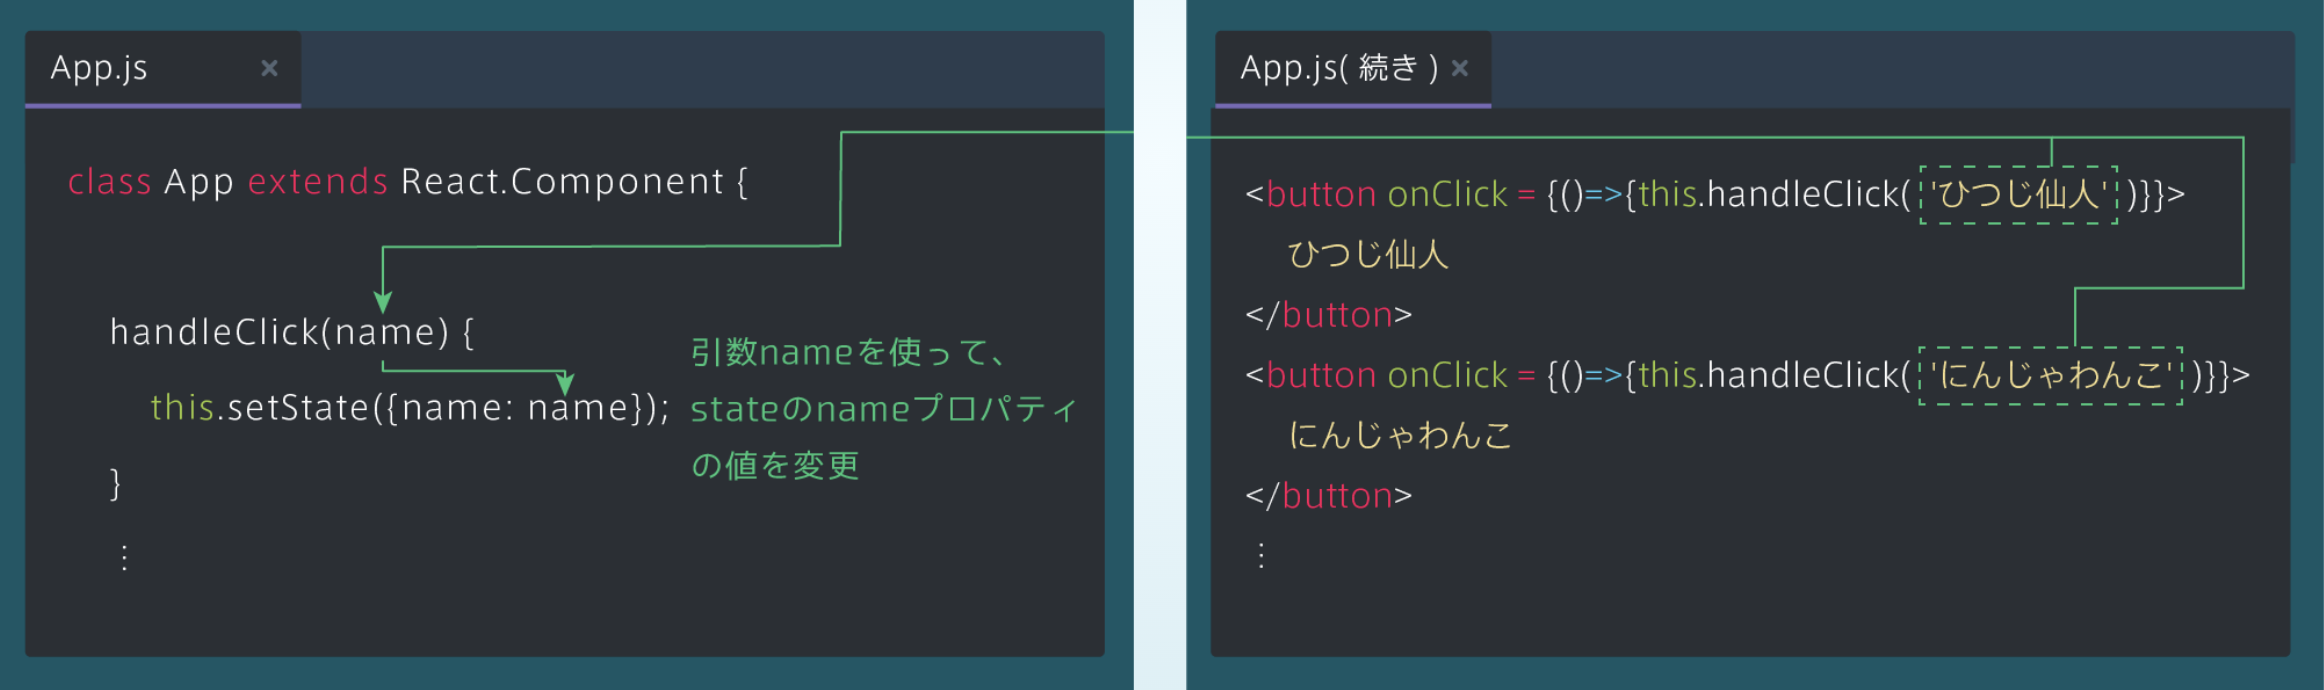 App.js ×
class App extends React.Component {
handleClick(name) {
this.setState({name: name});
}
⋮
引数nameを使って、
stateのnameプロパティ
の値を変更
App.js( 続き ) ×
<button onClick = {()=>{this.handleClick( 'ひつじ仙人' )}}>
ひつじ仙人
</button>
<button onClick = {()=>{this.handleClick( 'にんじゃわんこ' )}}>
にんじゃわんこ
</button>
⋮